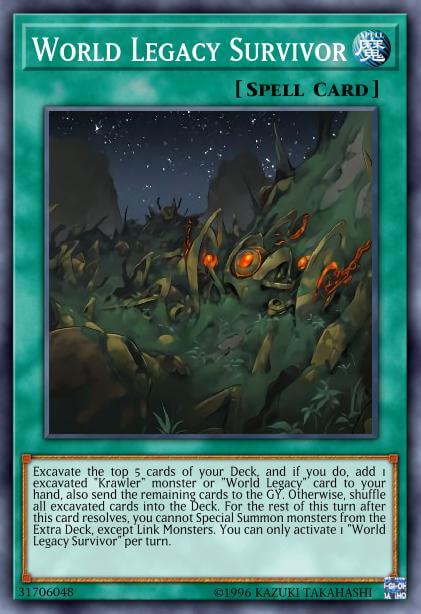 World Legacy Survivor
SPELL
魔
[Spell Card]
Excavate the top 5 cards of your Deck, and if you do, add 1
excavated "Krawler" monster or "World Legacy" card to your
hand, also send the remaining cards to the GY. Otherwise, shuffle
all excavated cards into the Deck. For the rest of this turn after
this card resolves, you cannot Special Summon monsters from the
Extra Deck, except Link Monsters. You can only activate 1 "World
Legacy Survivor" per turn.
31706048
©1996 KAZUKI TAKAHASHI